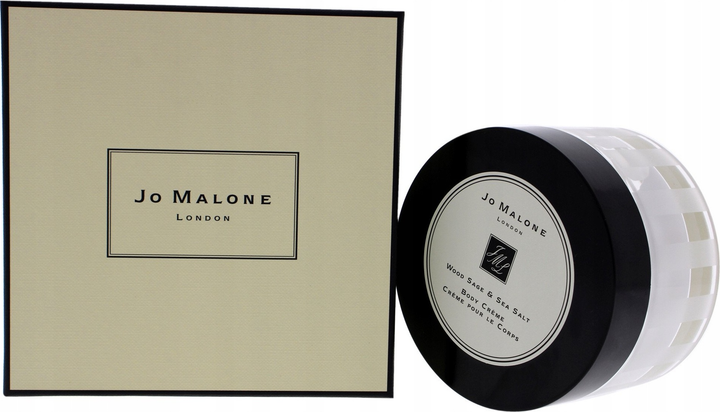 Jo Malone
London
Jo Malone
London
JML
Wood Sage & Sea Salt
Body Crème
Crème pour le Corps